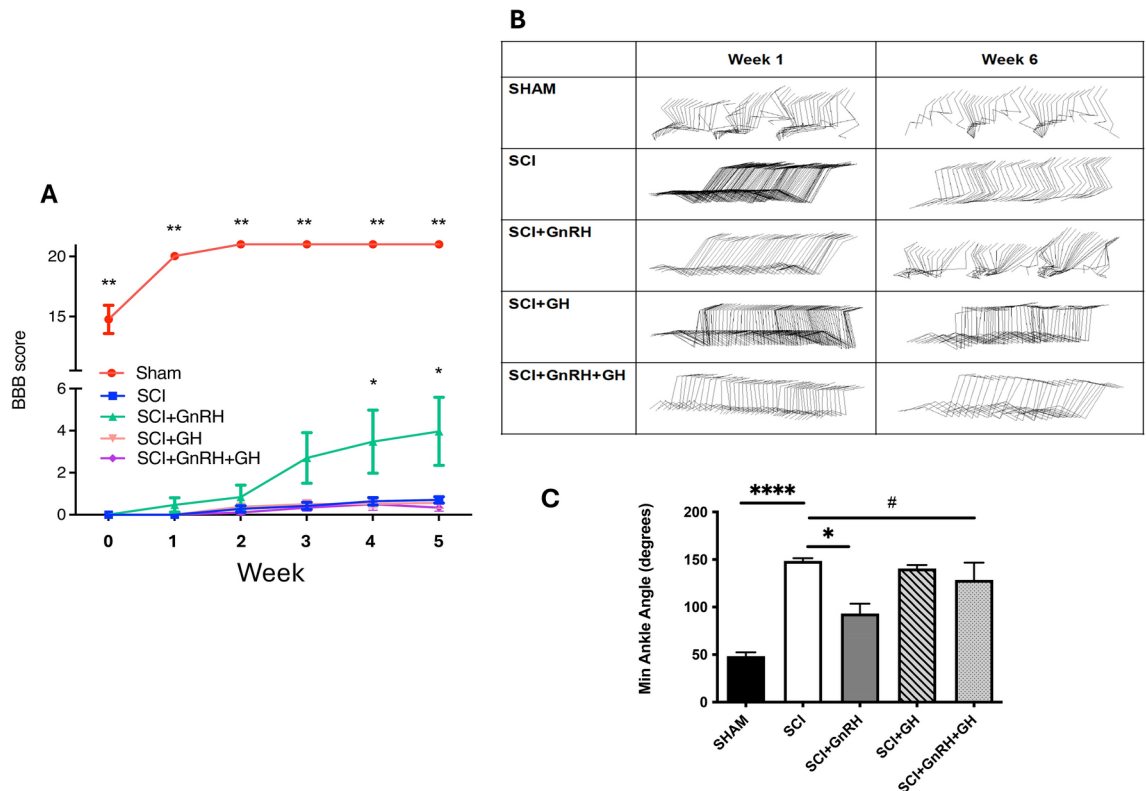 A
** ** ** ** ** **
20
15
6
4
2
0
BBB score
Sham
SCI
SCI+GnRH
SCI+GH
SCI+GnRH+GH
* *
0 1 2 3 4 5
Week
B
Week 1 Week 6
SHAM
SCI
SCI+GnRH
SCI+GH
SCI+GnRH+GH
C
**** #
*
200
150
100
50
0
Min Ankle Angle (degrees)
SHAM
SCI
SCI+GnRH
SCI+GH
SCI+GnRH+GH